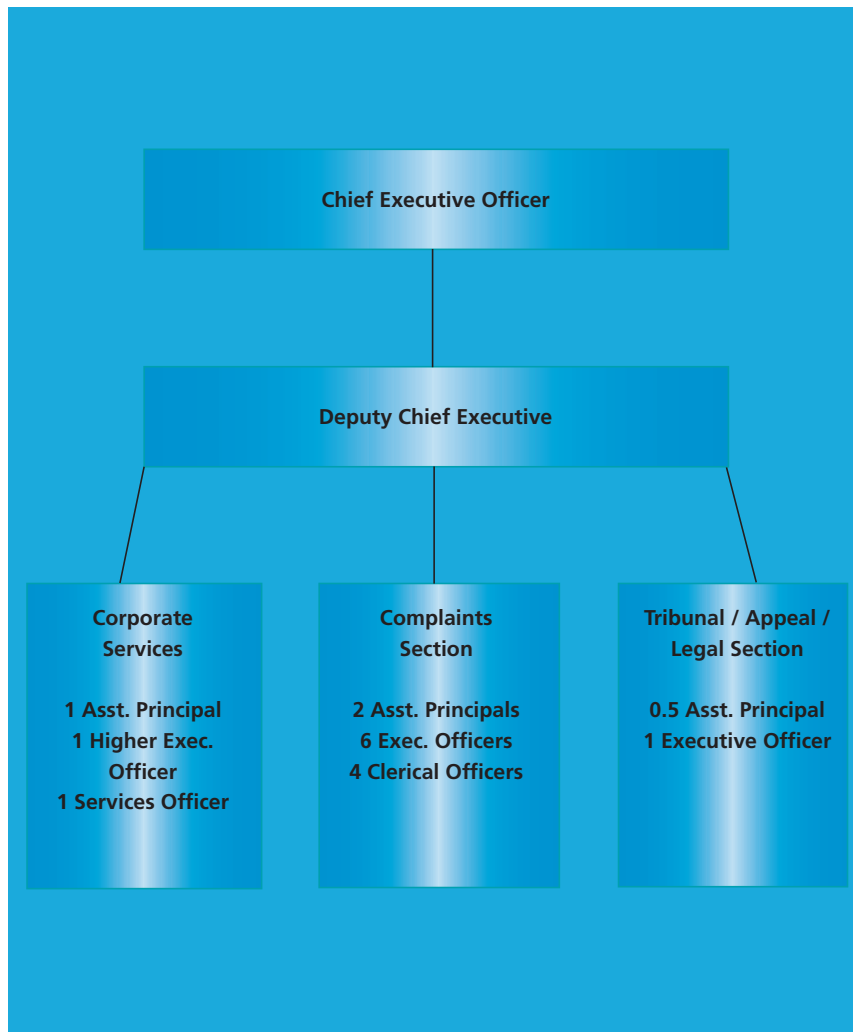 Chief Executive Officer
Deputy Chief Executive
Corporate
Services
1 Asst. Principal
1 Higher Exec.
Officer
1 Services Officer
Complaints
Section
2 Asst. Principals
6 Exec. Officers
4 Clerical Officers
Tribunal / Appeal /
Legal Section
0.5 Asst. Principal
1 Executive Officer